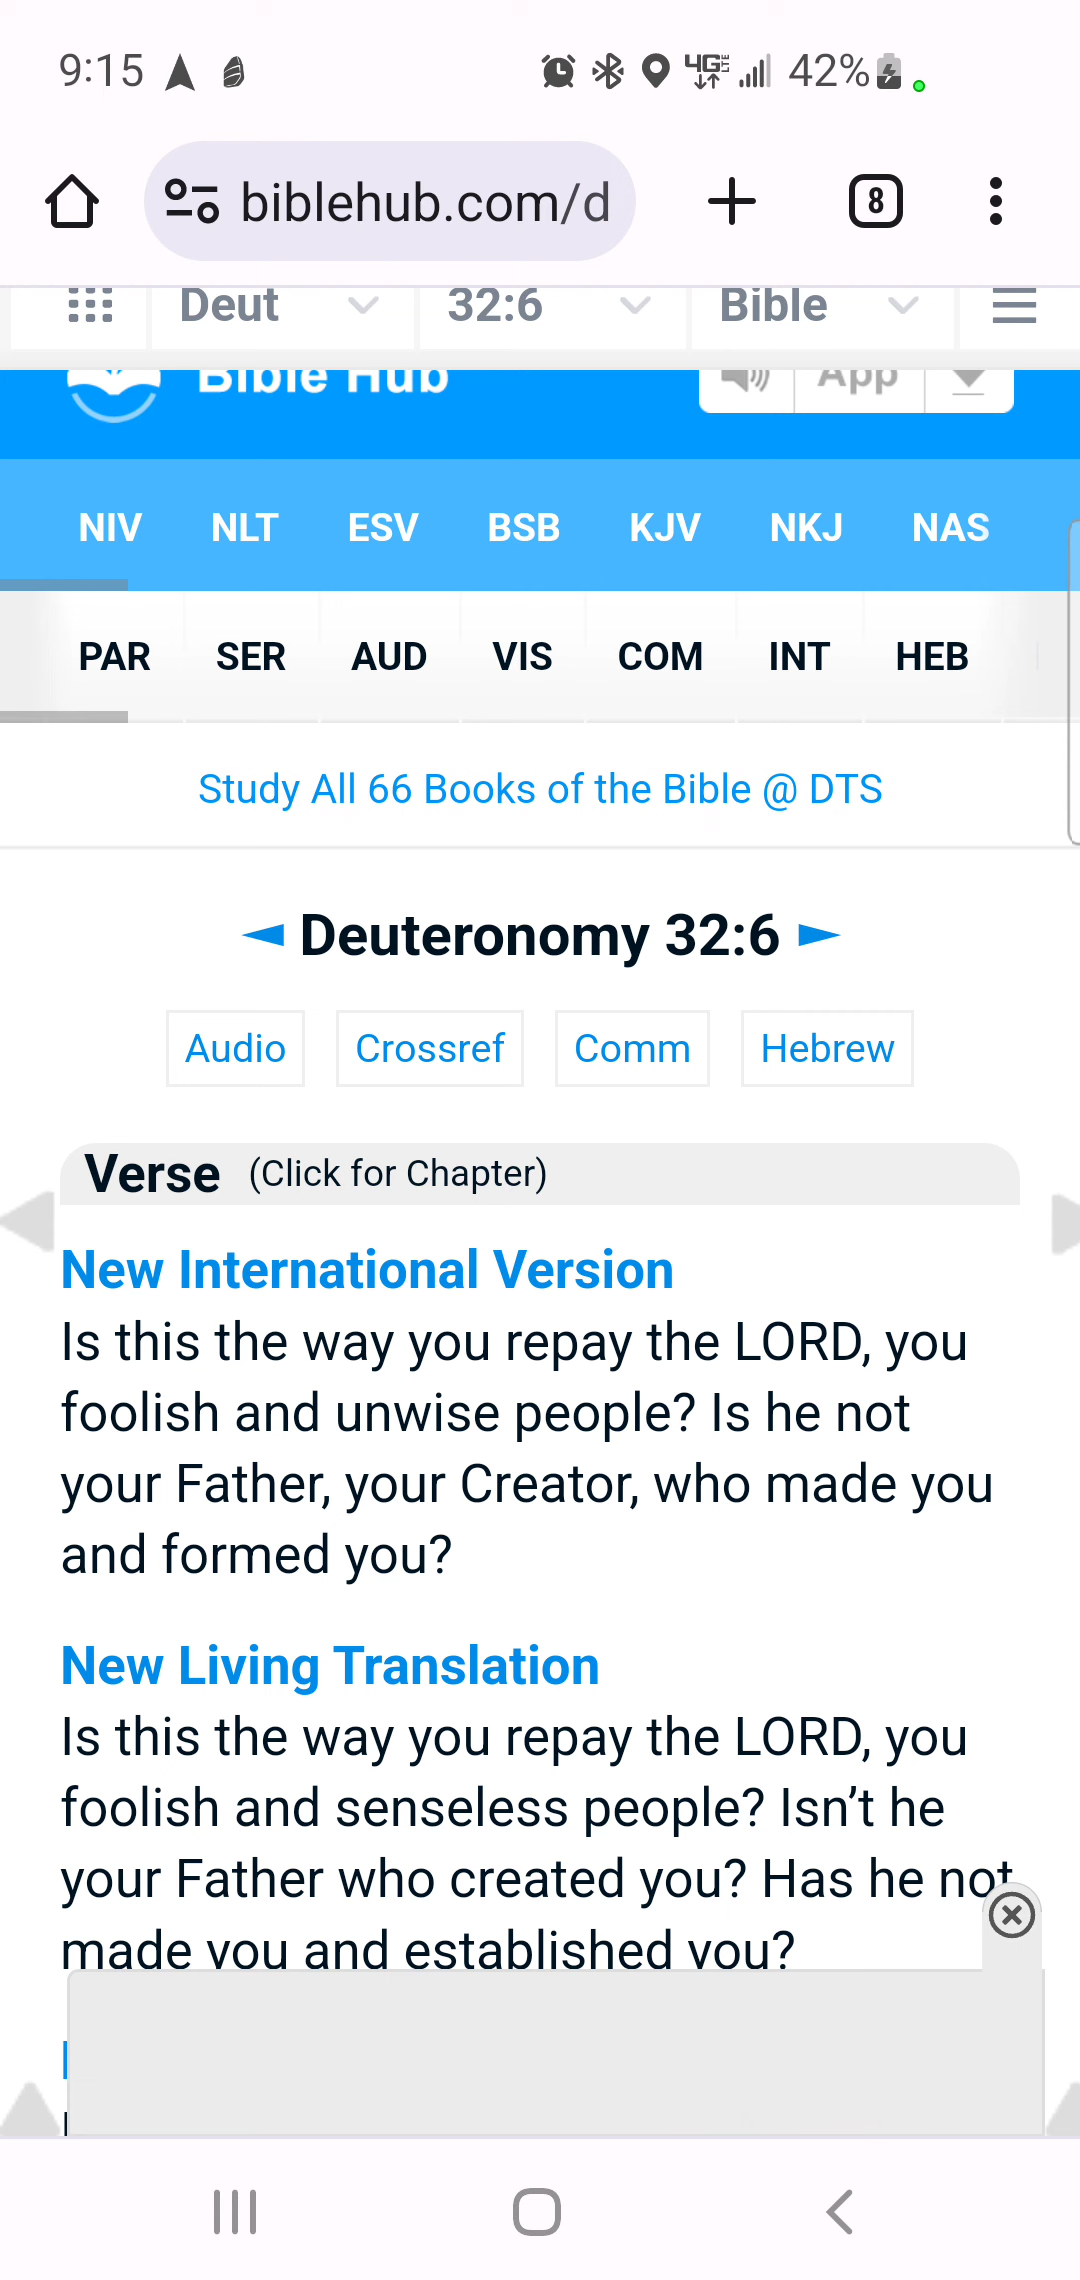 9:15 4G LTE 42%
biblehub.com/d 8
Deut 32:6 Bible
Bible Hub App
NIV NLT ESV BSB KJV NKJ NAS
PAR SER AUD VIS COM INT HEB
Study All 66 Books of the Bible @ DTS
Deuteronomy 32:6
Audio Crossref Comm Hebrew
Verse (Click for Chapter)
New International Version
Is this the way you repay the LORD, you
foolish and unwise people? Is he not
your Father, your Creator, who made you
and formed you?
New Living Translation
Is this the way you repay the LORD, you
foolish and senseless people? Isn’t he
your Father who created you? Has he not
made you and established you?